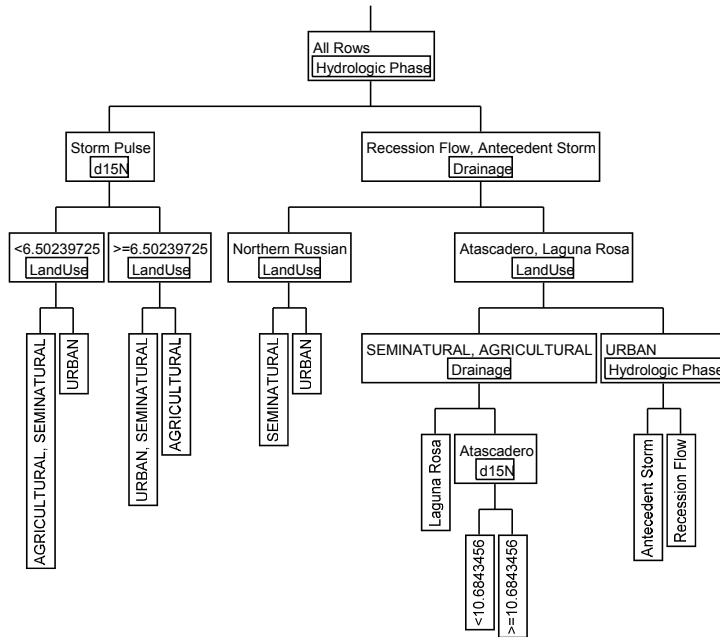 All Rows
Hydrologic Phase
Storm Pulse
d15N
Recession Flow, Antecedent Storm
Drainage
<6.50239725
LandUse
>=6.50239725
LandUse
Northern Russian
LandUse
Atascadero, Laguna Rosa
LandUse
AGRICULTURAL, SEMINATURAL
URBAN
URBAN, SEMINATURAL
AGRICULTURAL
SEMINATURAL
URBAN
SEMINATURAL, AGRICULTURAL
Drainage
URBAN
Hydrologic Phase
Laguna Rosa
Atascadero
d15N
Antecedent Storm
Recession Flow
<10.6843456
>=10.6843456